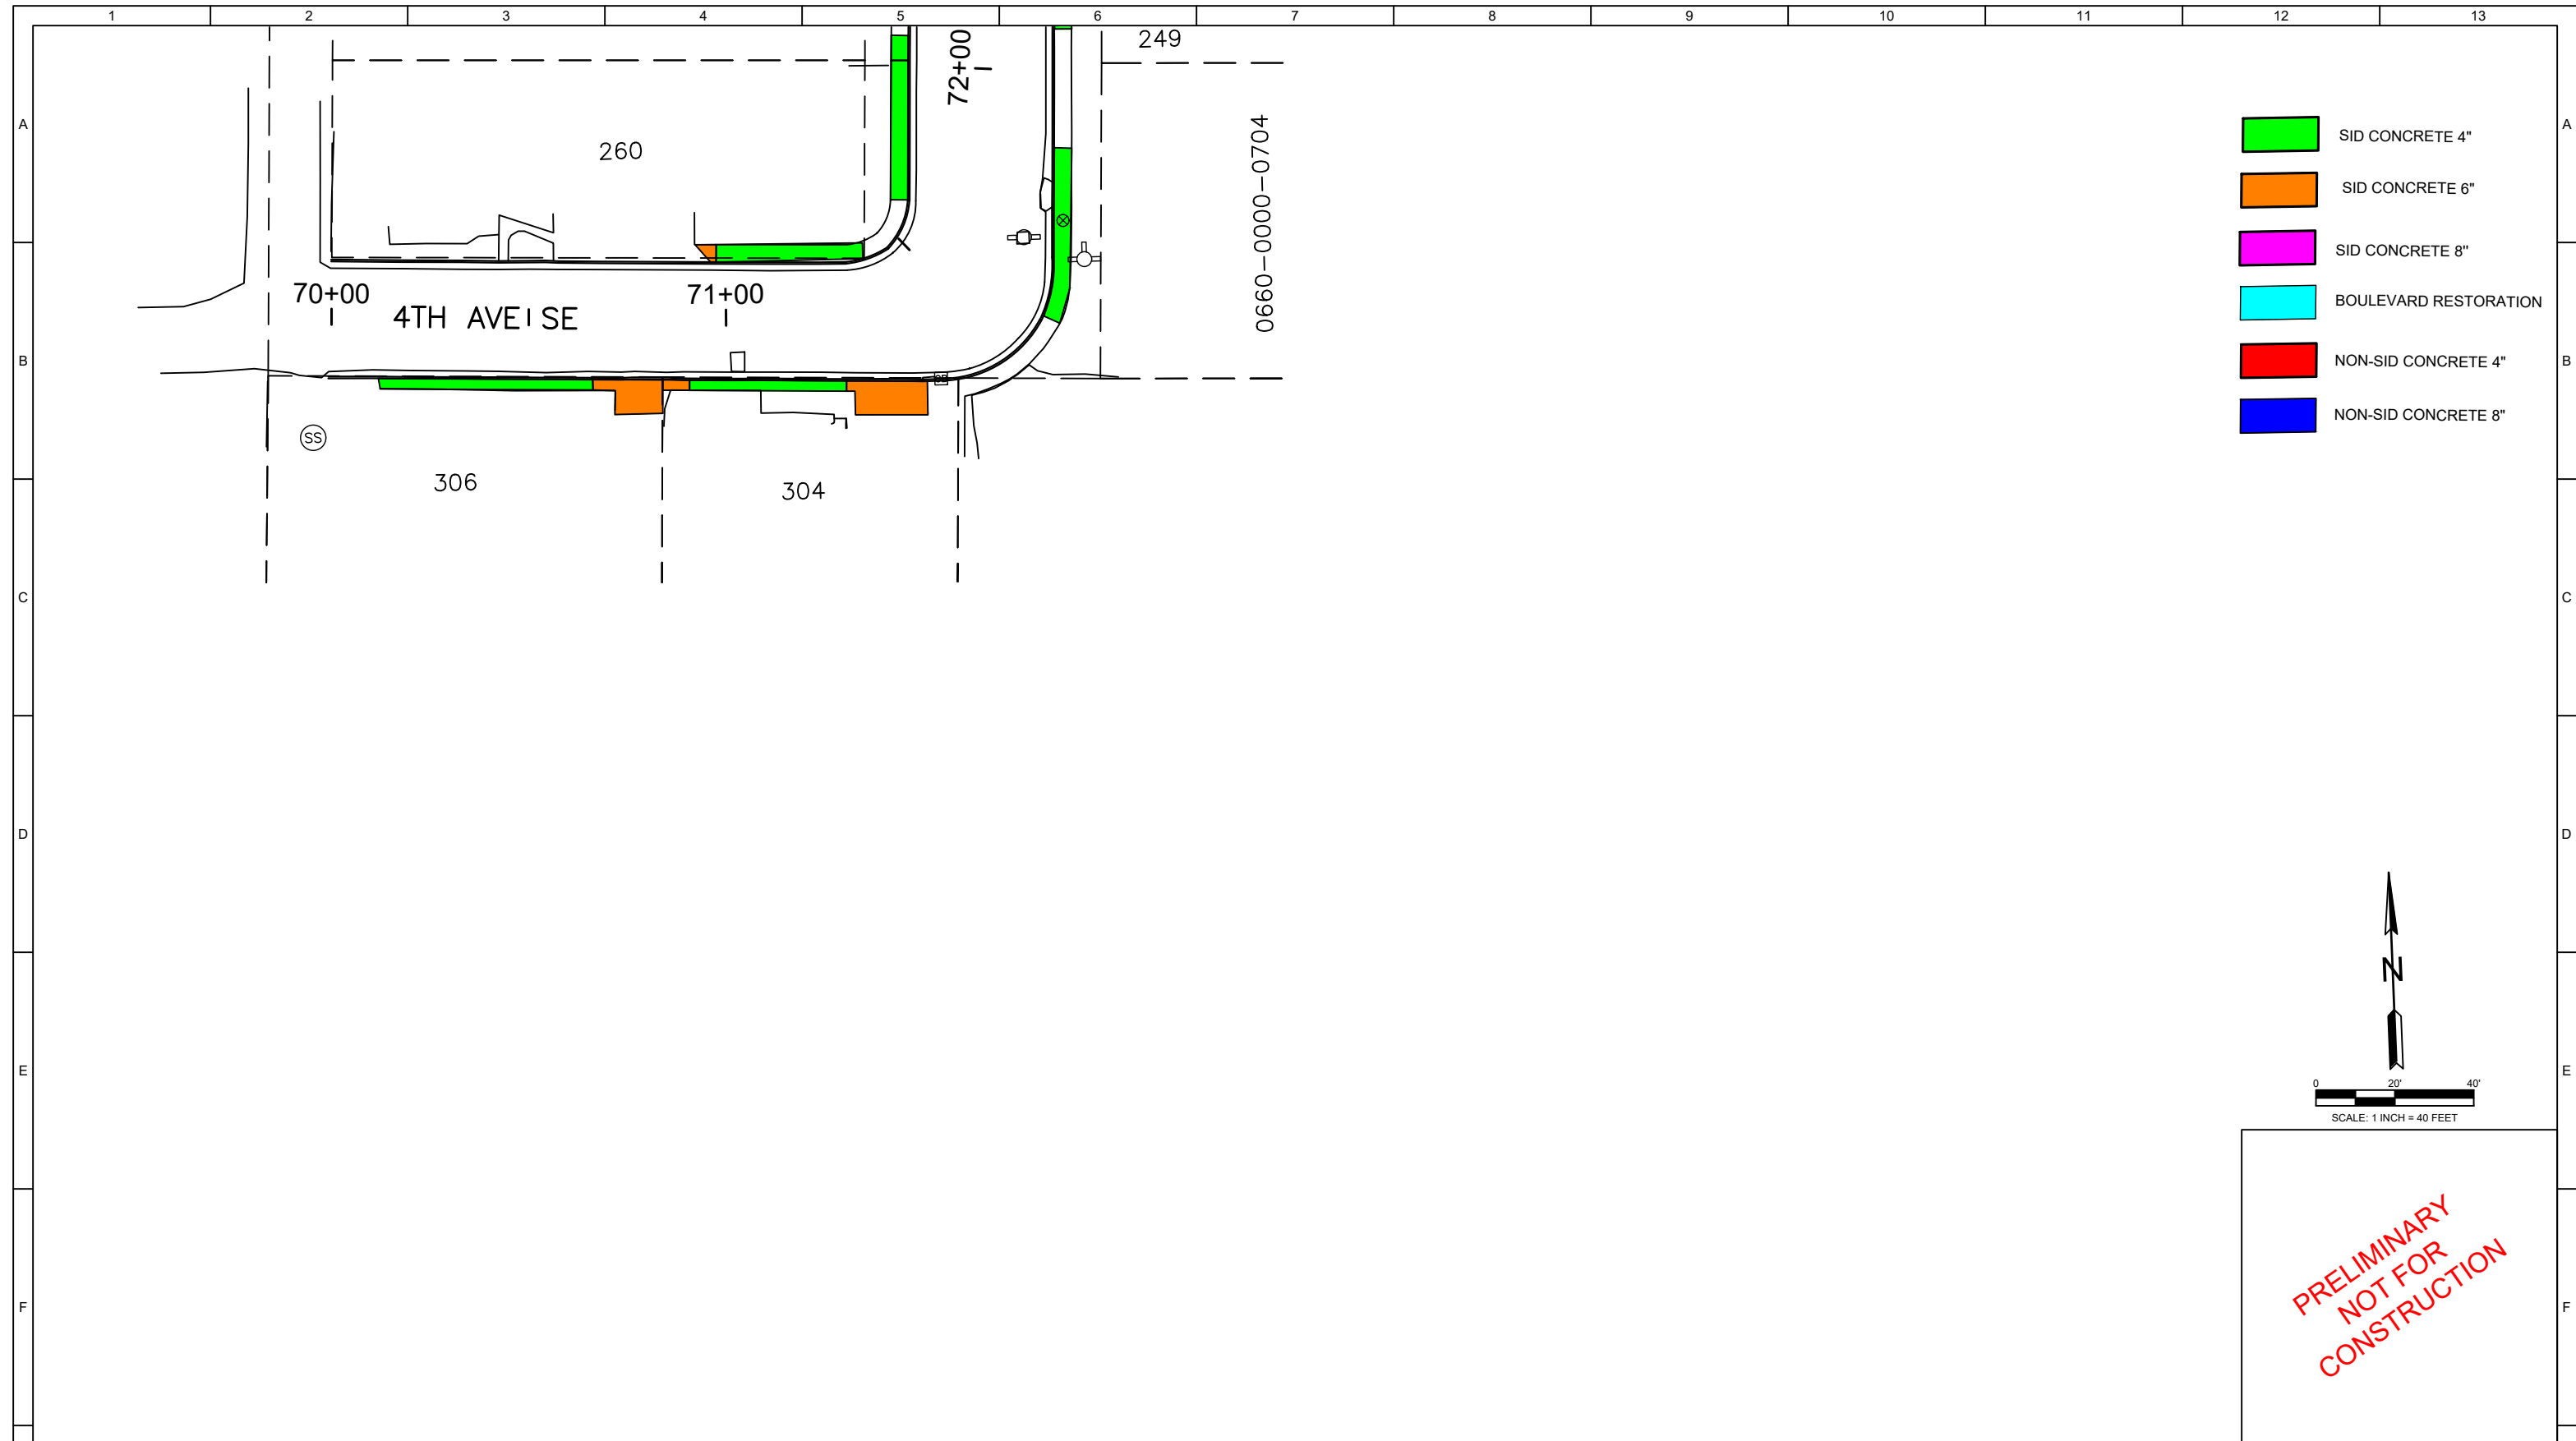 1 2 3 4 5 6 7 8 9 10 11 12 13
249
72+00
A A
260
0660-0000-0704
SID CONCRETE 4"
SID CONCRETE 6"
SID CONCRETE 8"
BOULEVARD RESTORATION
NON-SID CONCRETE 4"
NON-SID CONCRETE 8"
70+00 71+00
4TH AVE SE
B B
SS
306 304
C C
D D
N
E E
0 20' 40'
SCALE: 1 INCH = 40 FEET
PRELIMINARY
NOT FOR
CONSTRUCTION
F F